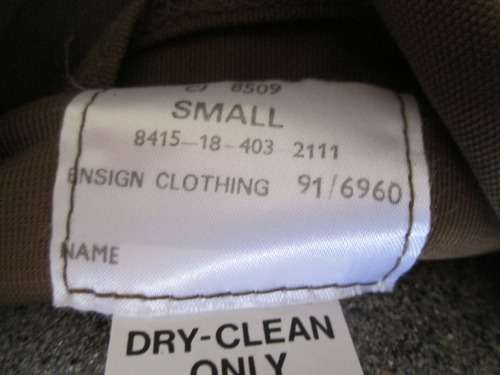 8509
SMALL
8415-18-403 2111
ENSIGN CLOTHING 91/6960
NAME
DRY-CLEAN
ONLY